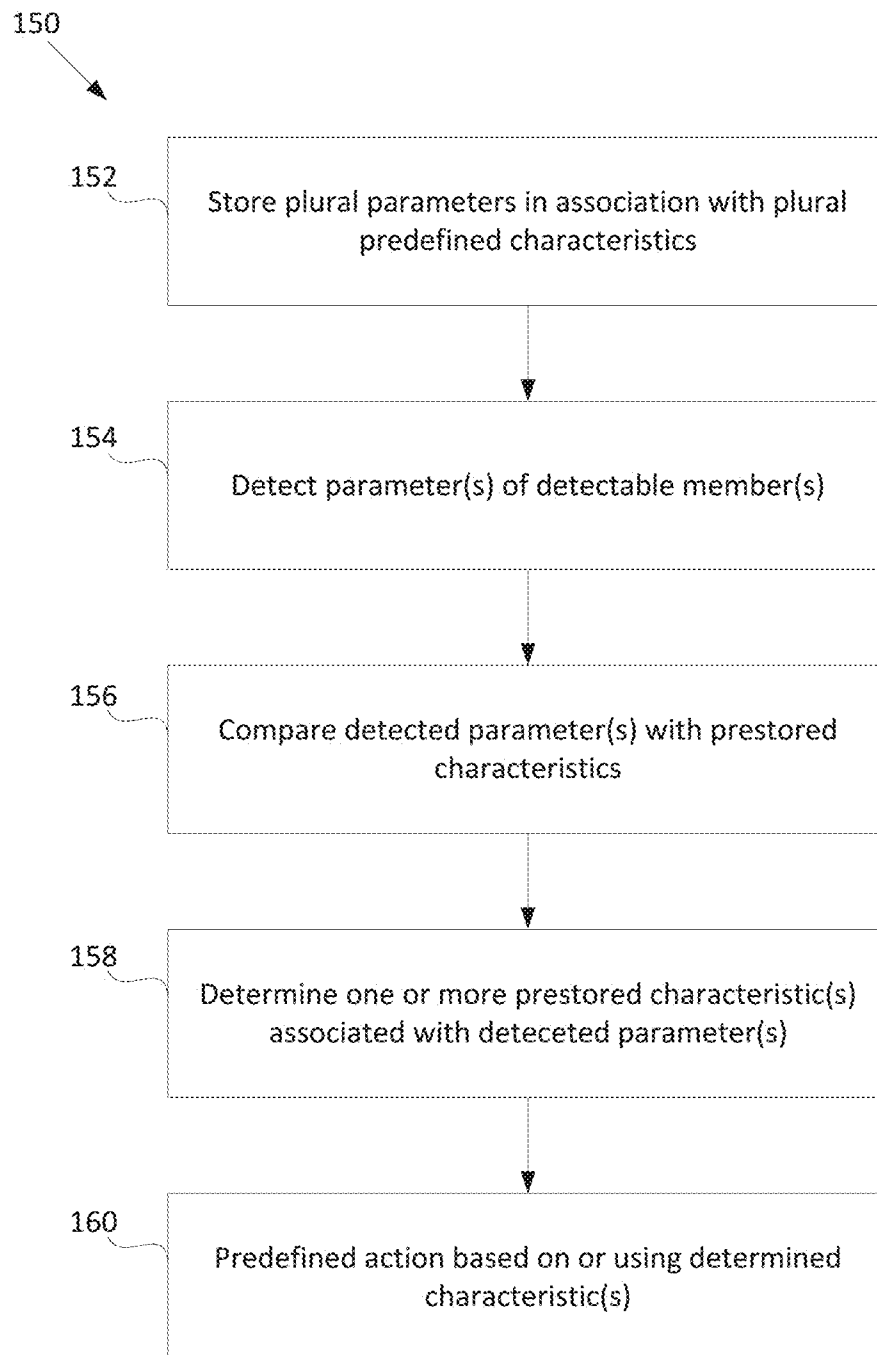 150
152
Store plural parameters in association with plural
predefined characteristics
154
Detect parameter(s) of detectable member(s)
156
Compare detected parameter(s) with prestored
characteristics
158
Determine one or more prestored characteristic(s)
associated with deteceted parameter(s)
160
Predefined action based on or using determined
characteristic(s)